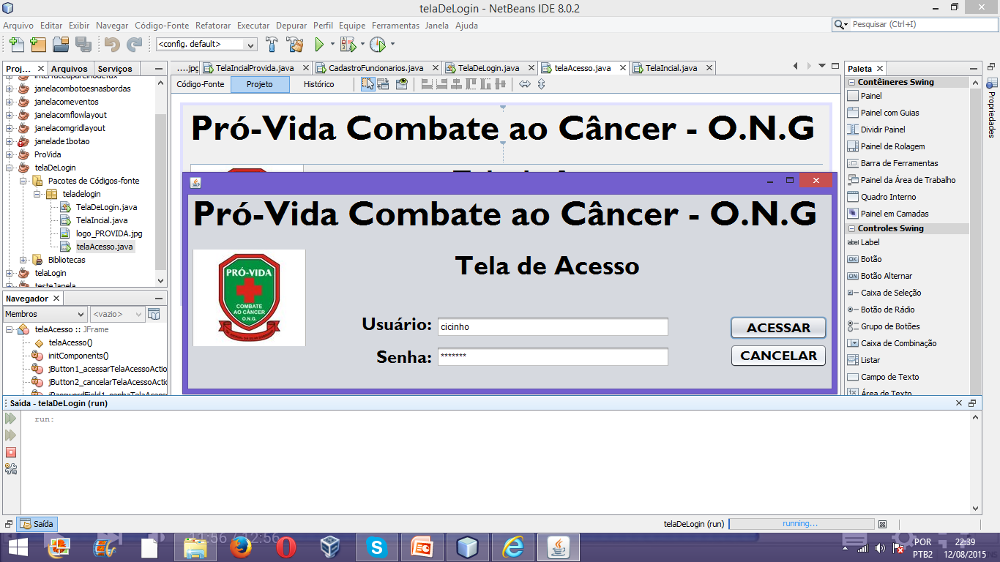 telaDeLogin - NetBeans IDE 8.0.2
Arquivo Editar Exibir Navegar Código-Fonte Refatorar Executar Depurar Perfil Equipe Ferramentas Janela Ajuda
Pesquisar (Ctrl+I)
<config. default>
Proj... Arquivos Serviços
janelacombotoesnasbordas
janelacomeventos
janelacomflowlayout
janelacomgridlayout
janelade1botao
ProVida
telaDeLogin
Pacotes de Códigos-fonte
teladelogin
TelaDeLogin.java
TelaIncial.java
logo_PROVIDA.jpg
telaAcesso.java
Bibliotecas
telaLogin
testeJanela
Navegador
Membros <vazio>
telaAcesso :: JFrame
telaAcesso()
initComponents()
jButton1_acessarTelaAcessoActio
jButton2_cancelarTelaAcessoActio
jPasswordField1_senhaTelaAcess
....jpg TelaIncialProvida.java CadastroFuncionarios.java TelaDeLogin.java telaAcesso.java TelaIncial.java
Código-Fonte Projeto Histórico
Pró-Vida Combate ao Câncer - O.N.G
Pró-Vida Combate ao Câncer - O.N.G
PRÓ-VIDA
COMBATE
AO CÂNCER
O.N.G.
Tela de Acesso
Usuário: cicinho
ACESSAR
Senha: *******
CANCELAR
Paleta
Contêineres Swing
Painel
Painel com Guias
Dividir Painel
Painel de Rolagem
Barra de Ferramentas
Painel da Área de Trabalho
Quadro Interno
Painel em Camadas
Controles Swing
label Label
OK Botão
ON Botão Alternar
Caixa de Seleção
Botão de Rádio
Grupo de Botões
Caixa de Combinação
Listar
Campo de Texto
Área de Texto
Propriedades
Saída - telaDeLogin (run)
run:
Saída
telaDeLogin (run) running...
11:56 / 12:56
POR
PTB2
22:39
12/08/2015